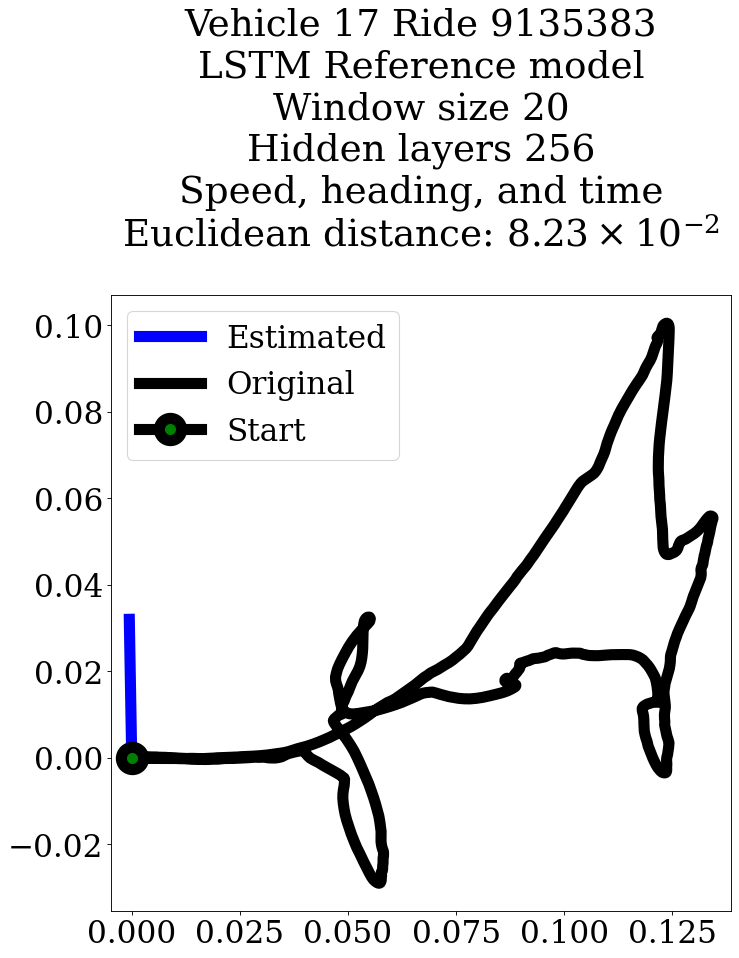 Vehicle 17 Ride 9135383
LSTM Reference model
Window size 20
Hidden layers 256
Speed, heading, and time
Euclidean distance: 8.23 × 10⁻²
Estimated
Original
Start
0.10
0.08
0.06
0.04
0.02
0.00
−0.02
0.000 0.025 0.050 0.075 0.100 0.125